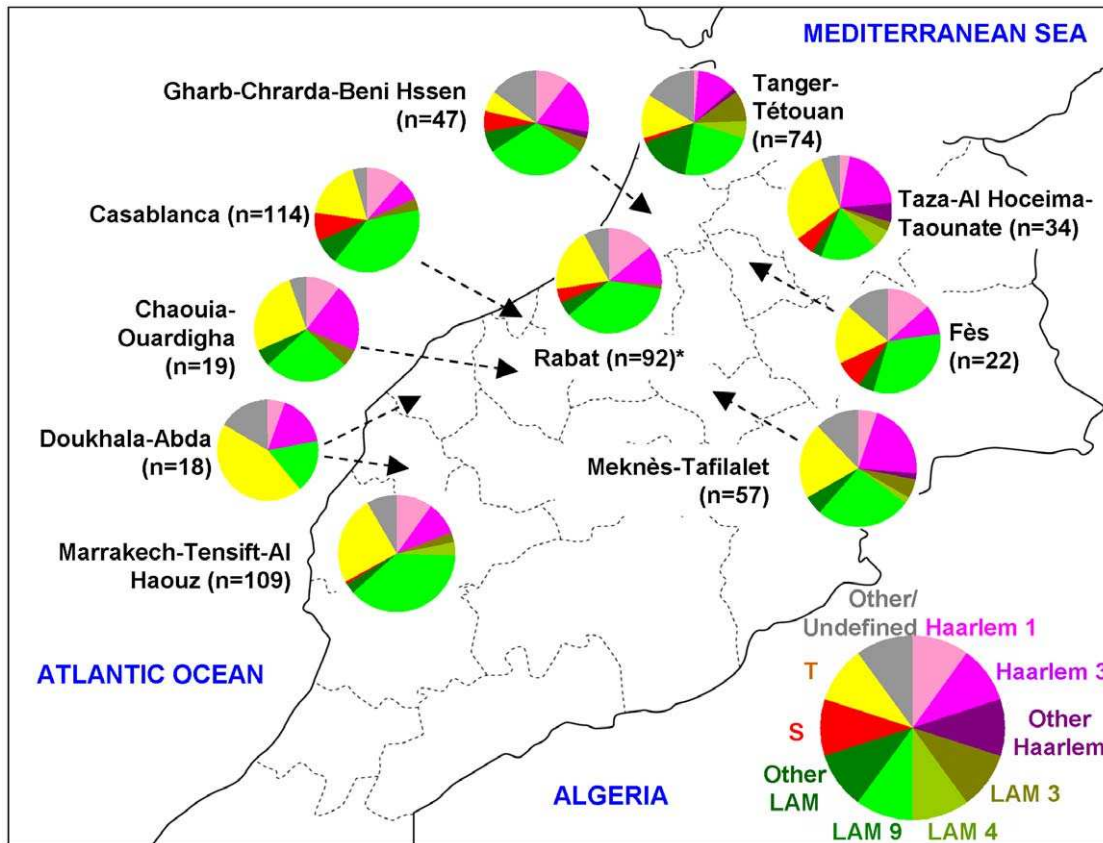 MEDITERRANEAN SEA
Gharb-Chrarda-Beni Hssen
(n=47)
Tanger-
Tétouan
(n=74)
Casablanca (n=114)
Taza-Al Hoceima-
Taounate (n=34)
Chaouia-
Ouardigha
(n=19)
Rabat (n=92)*
Fès
(n=22)
Doukhala-Abda
(n=18)
Meknès-Tafilalet
(n=57)
Marrakech-Tensift-Al
Haouz (n=109)
ATLANTIC OCEAN
ALGERIA
Other/
Undefined
Haarlem 1
Haarlem 3
Other
Haarlem
LAM 3
LAM 4
LAM 9
Other
LAM
S
T